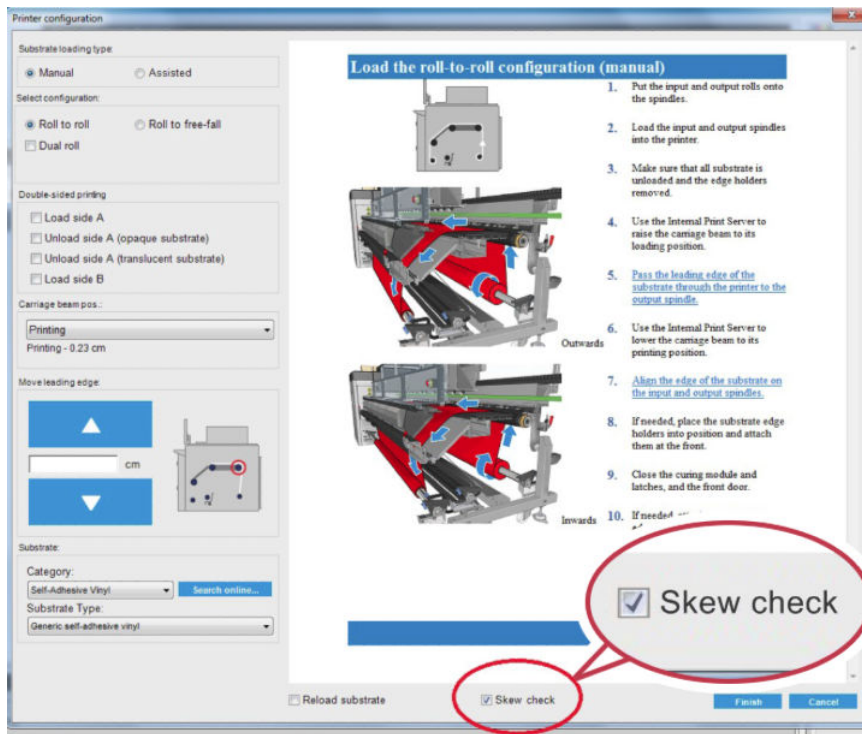 Printer configuration
Substrate loading type:
Manual
Assisted
Select configuration:
Roll to roll
Roll to free-fall
Dual roll
Double-sided printing
Load side A
Unload side A (opaque substrate)
Unload side A (translucent substrate)
Load side B
Carriage beam pos.:
Printing
Printing - 0.23 cm
Move leading edge:
cm
Substrate:
Category:
Self-Adhesive Vinyl
Search online...
Substrate Type:
Generic self-adhesive vinyl
Load the roll-to-roll configuration (manual)
Outwards
Inwards
1. Put the input and output rolls onto
the spindles.
2. Load the input and output spindles
into the printer.
3. Make sure that all substrate is
unloaded and the edge holders
removed.
4. Use the Internal Print Server to
raise the carriage beam to its
loading position.
5. Pass the leading edge of the
substrate through the printer to the
output spindle.
6. Use the Internal Print Server to
lower the carriage beam to its
printing position.
7. Align the edge of the substrate on
the input and output spindles.
8. If needed, place the substrate edge
holders into position and attach
them at the front.
9. Close the curing module and
latches, and the front door.
10. If needed,
Skew check
Reload substrate
Skew check
Finish
Cancel